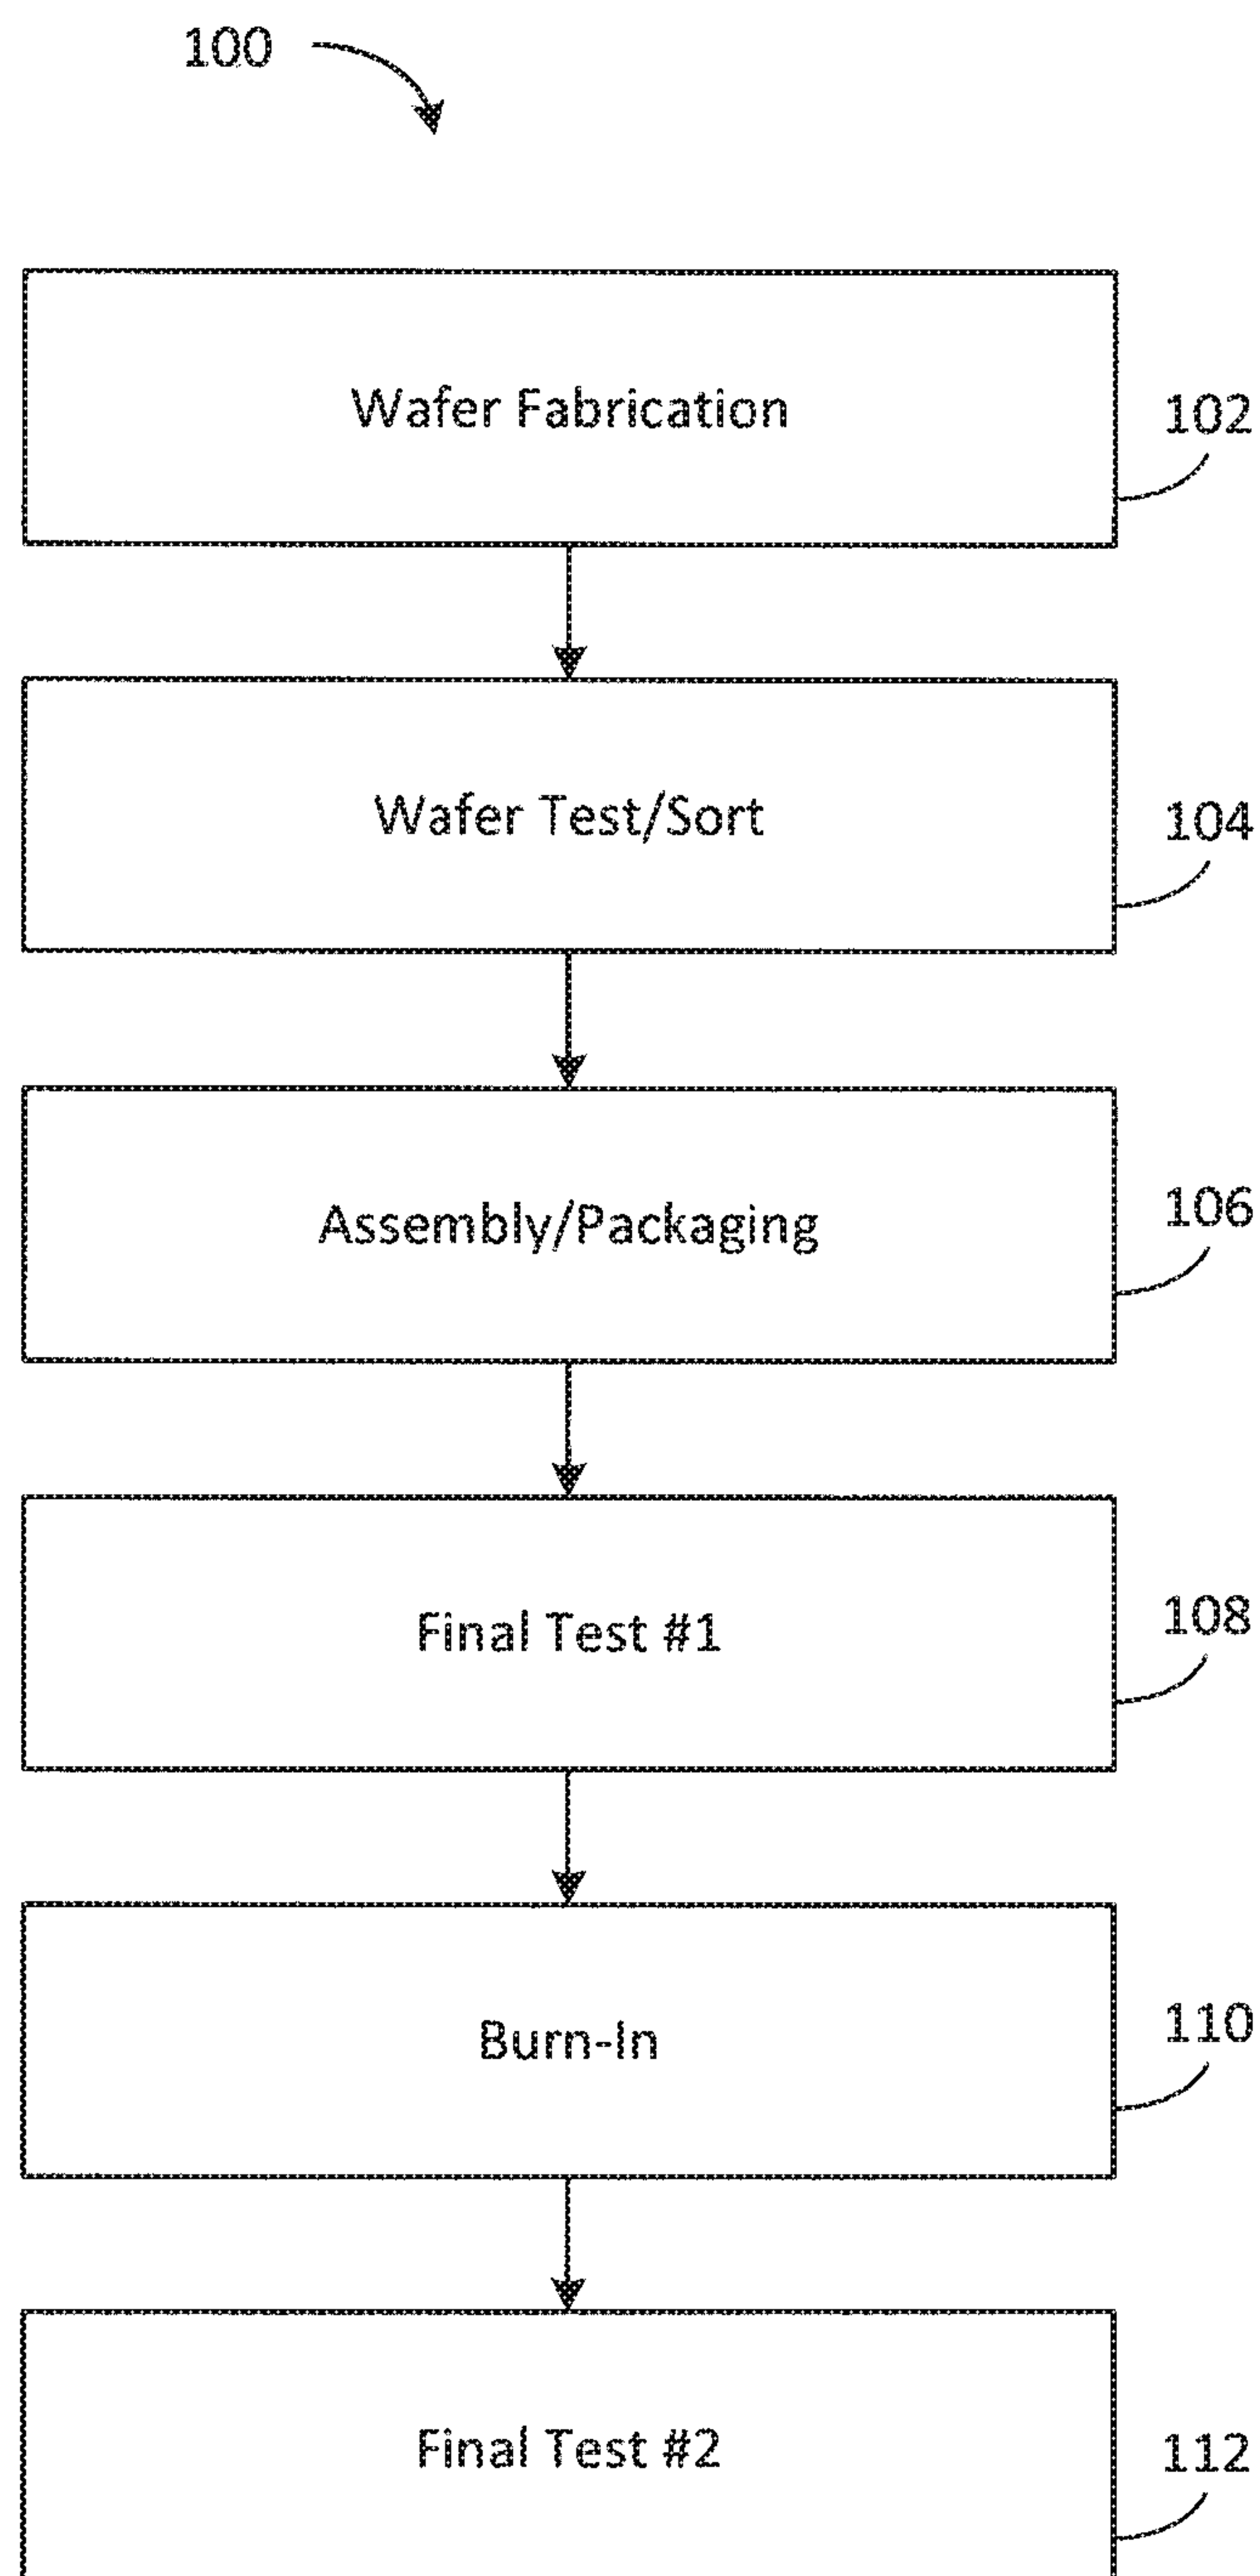 100
Wafer Fabrication
102
Wafer Test/Sort
104
Assembly/Packaging
106
Final Test #1
108
Burn-In
110
Final Test #2
112